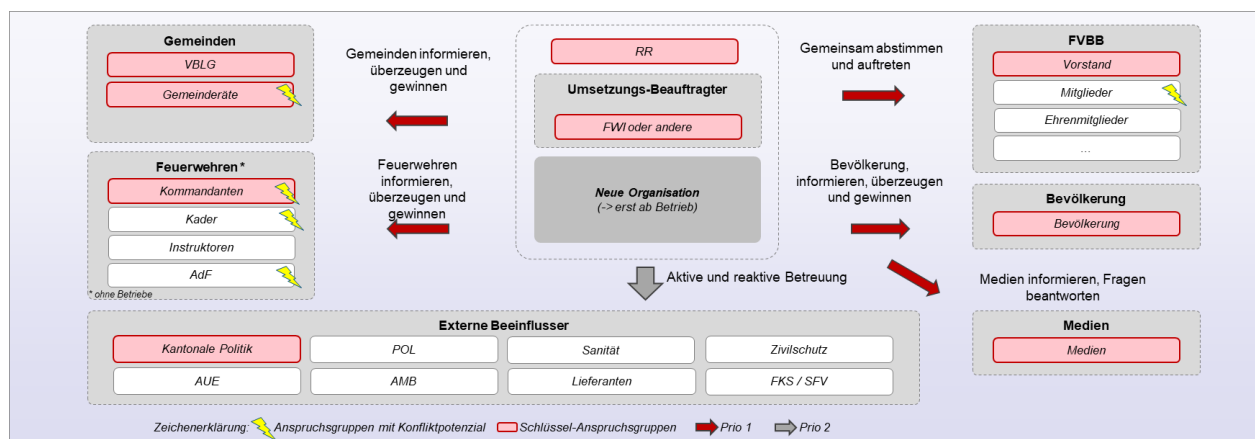 Gemeinden
VBLG
Gemeinderäte
Feuerwehren *
Kommandanten
Kader
Instruktoren
AdF
* ohne Betriebe
Gemeinden informieren,
überzeugen und
gewinnen
Feuerwehren
informieren,
überzeugen und
gewinnen
RR
Umsetzungs-Beauftragter
FWI oder andere
Neue Organisation
(-> erst ab Betrieb)
Gemeinsam abstimmen
und auftreten
Bevölkerung,
informieren, überzeugen
und gewinnen
FVBB
Vorstand
Mitglieder
Ehrenmitglieder
...
Bevölkerung
Bevölkerung
Aktive und reaktive Betreuung
Medien informieren, Fragen
beantworten
Medien
Medien
Externe Beeinflusser
Kantonale Politik
POL
Sanität
Zivilschutz
AUE
AMB
Lieferanten
FKS / SFV
Zeichenerklärung: Anspruchsgruppen mit Konfliktpotenzial Schlüssel-Anspruchsgruppen Prio 1 Prio 2